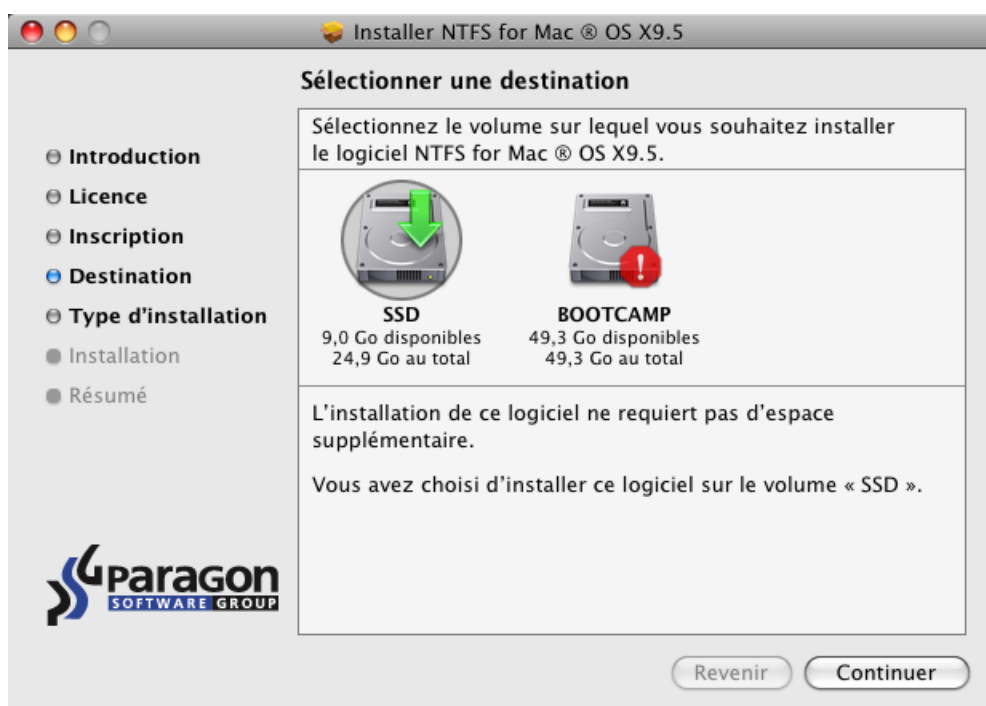 Installer NTFS for Mac ® OS X9.5
Sélectionner une destination
Introduction
Licence
Inscription
Destination
Type d'installation
Installation
Résumé
Sélectionnez le volume sur lequel vous souhaitez installer
le logiciel NTFS for Mac ® OS X9.5.
SSD
9,0 Go disponibles
24,9 Go au total
BOOTCAMP
49,3 Go disponibles
49,3 Go au total
L'installation de ce logiciel ne requiert pas d'espace
supplémentaire.
Vous avez choisi d'installer ce logiciel sur le volume « SSD ».
Paragon
SOFTWARE GROUP
Revenir
Continuer